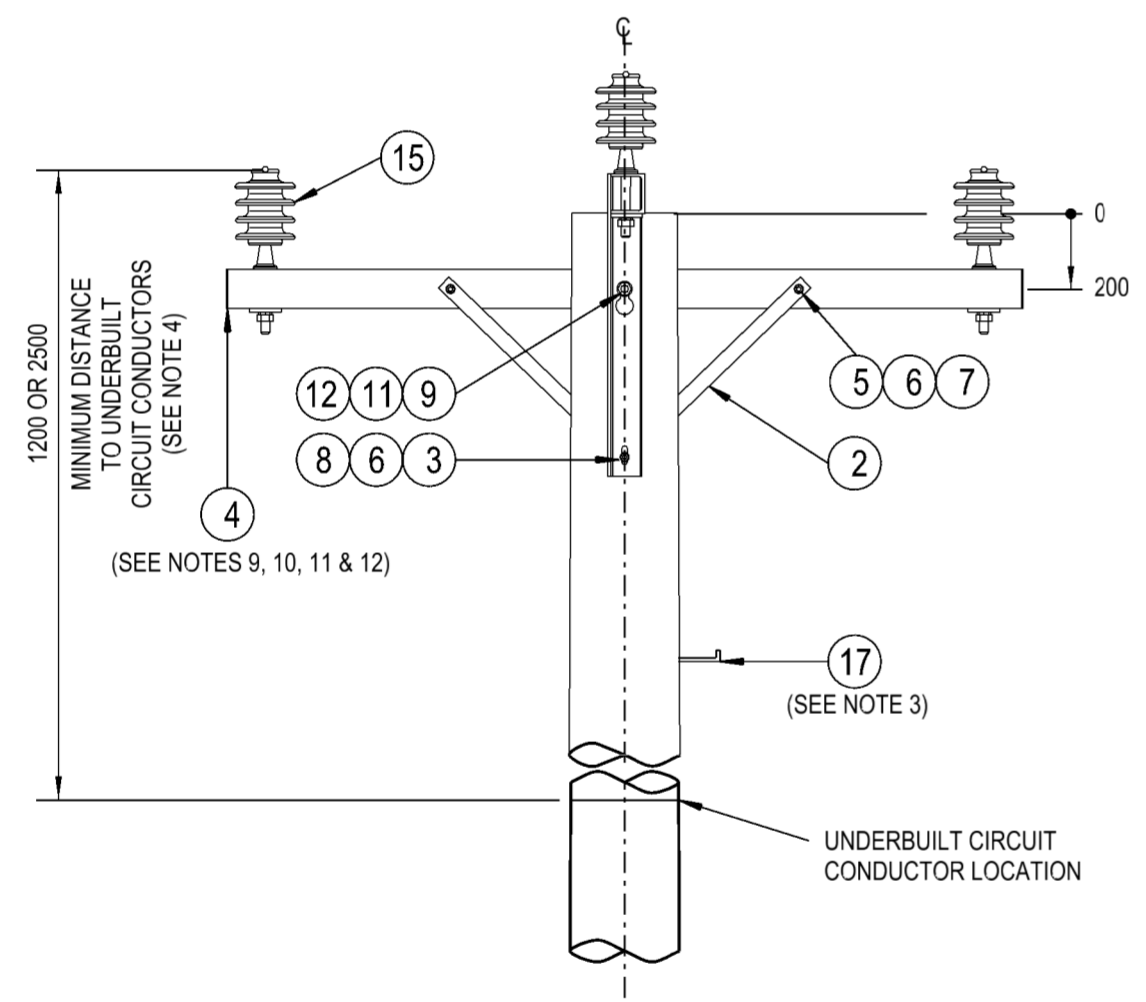 ℄
15
0
200
1200 OR 2500
MINIMUM DISTANCE
TO UNDERBUILT
CIRCUIT CONDUCTORS
(SEE NOTE 4)
12 11 9
5 6 7
8 6 3
2
4
(SEE NOTES 9, 10, 11 & 12)
17
(SEE NOTE 3)
UNDERBUILT CIRCUIT
CONDUCTOR LOCATION